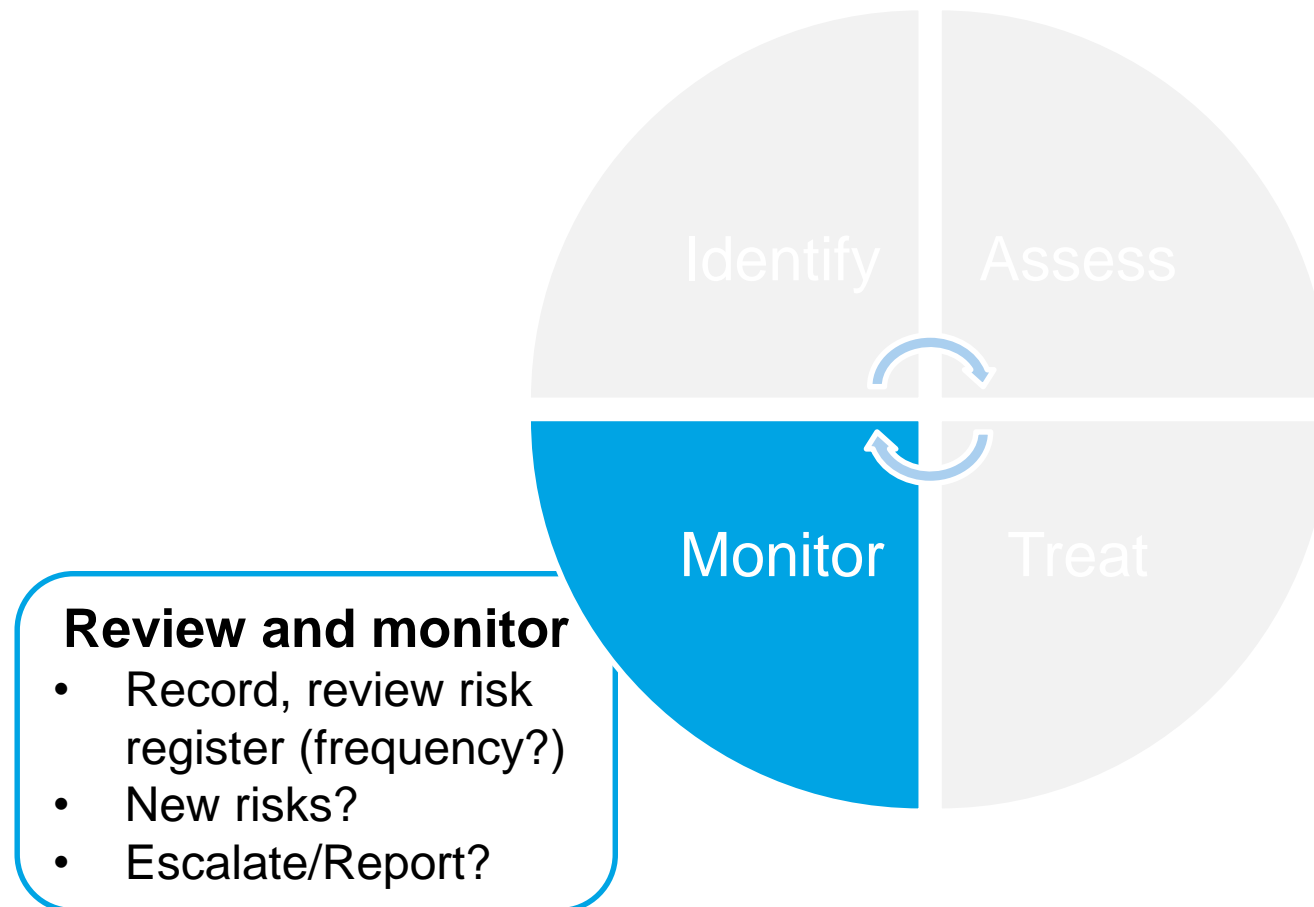 Identify
Assess
Monitor
Treat
Review and monitor
• Record, review risk
register (frequency?)
• New risks?
• Escalate/Report?